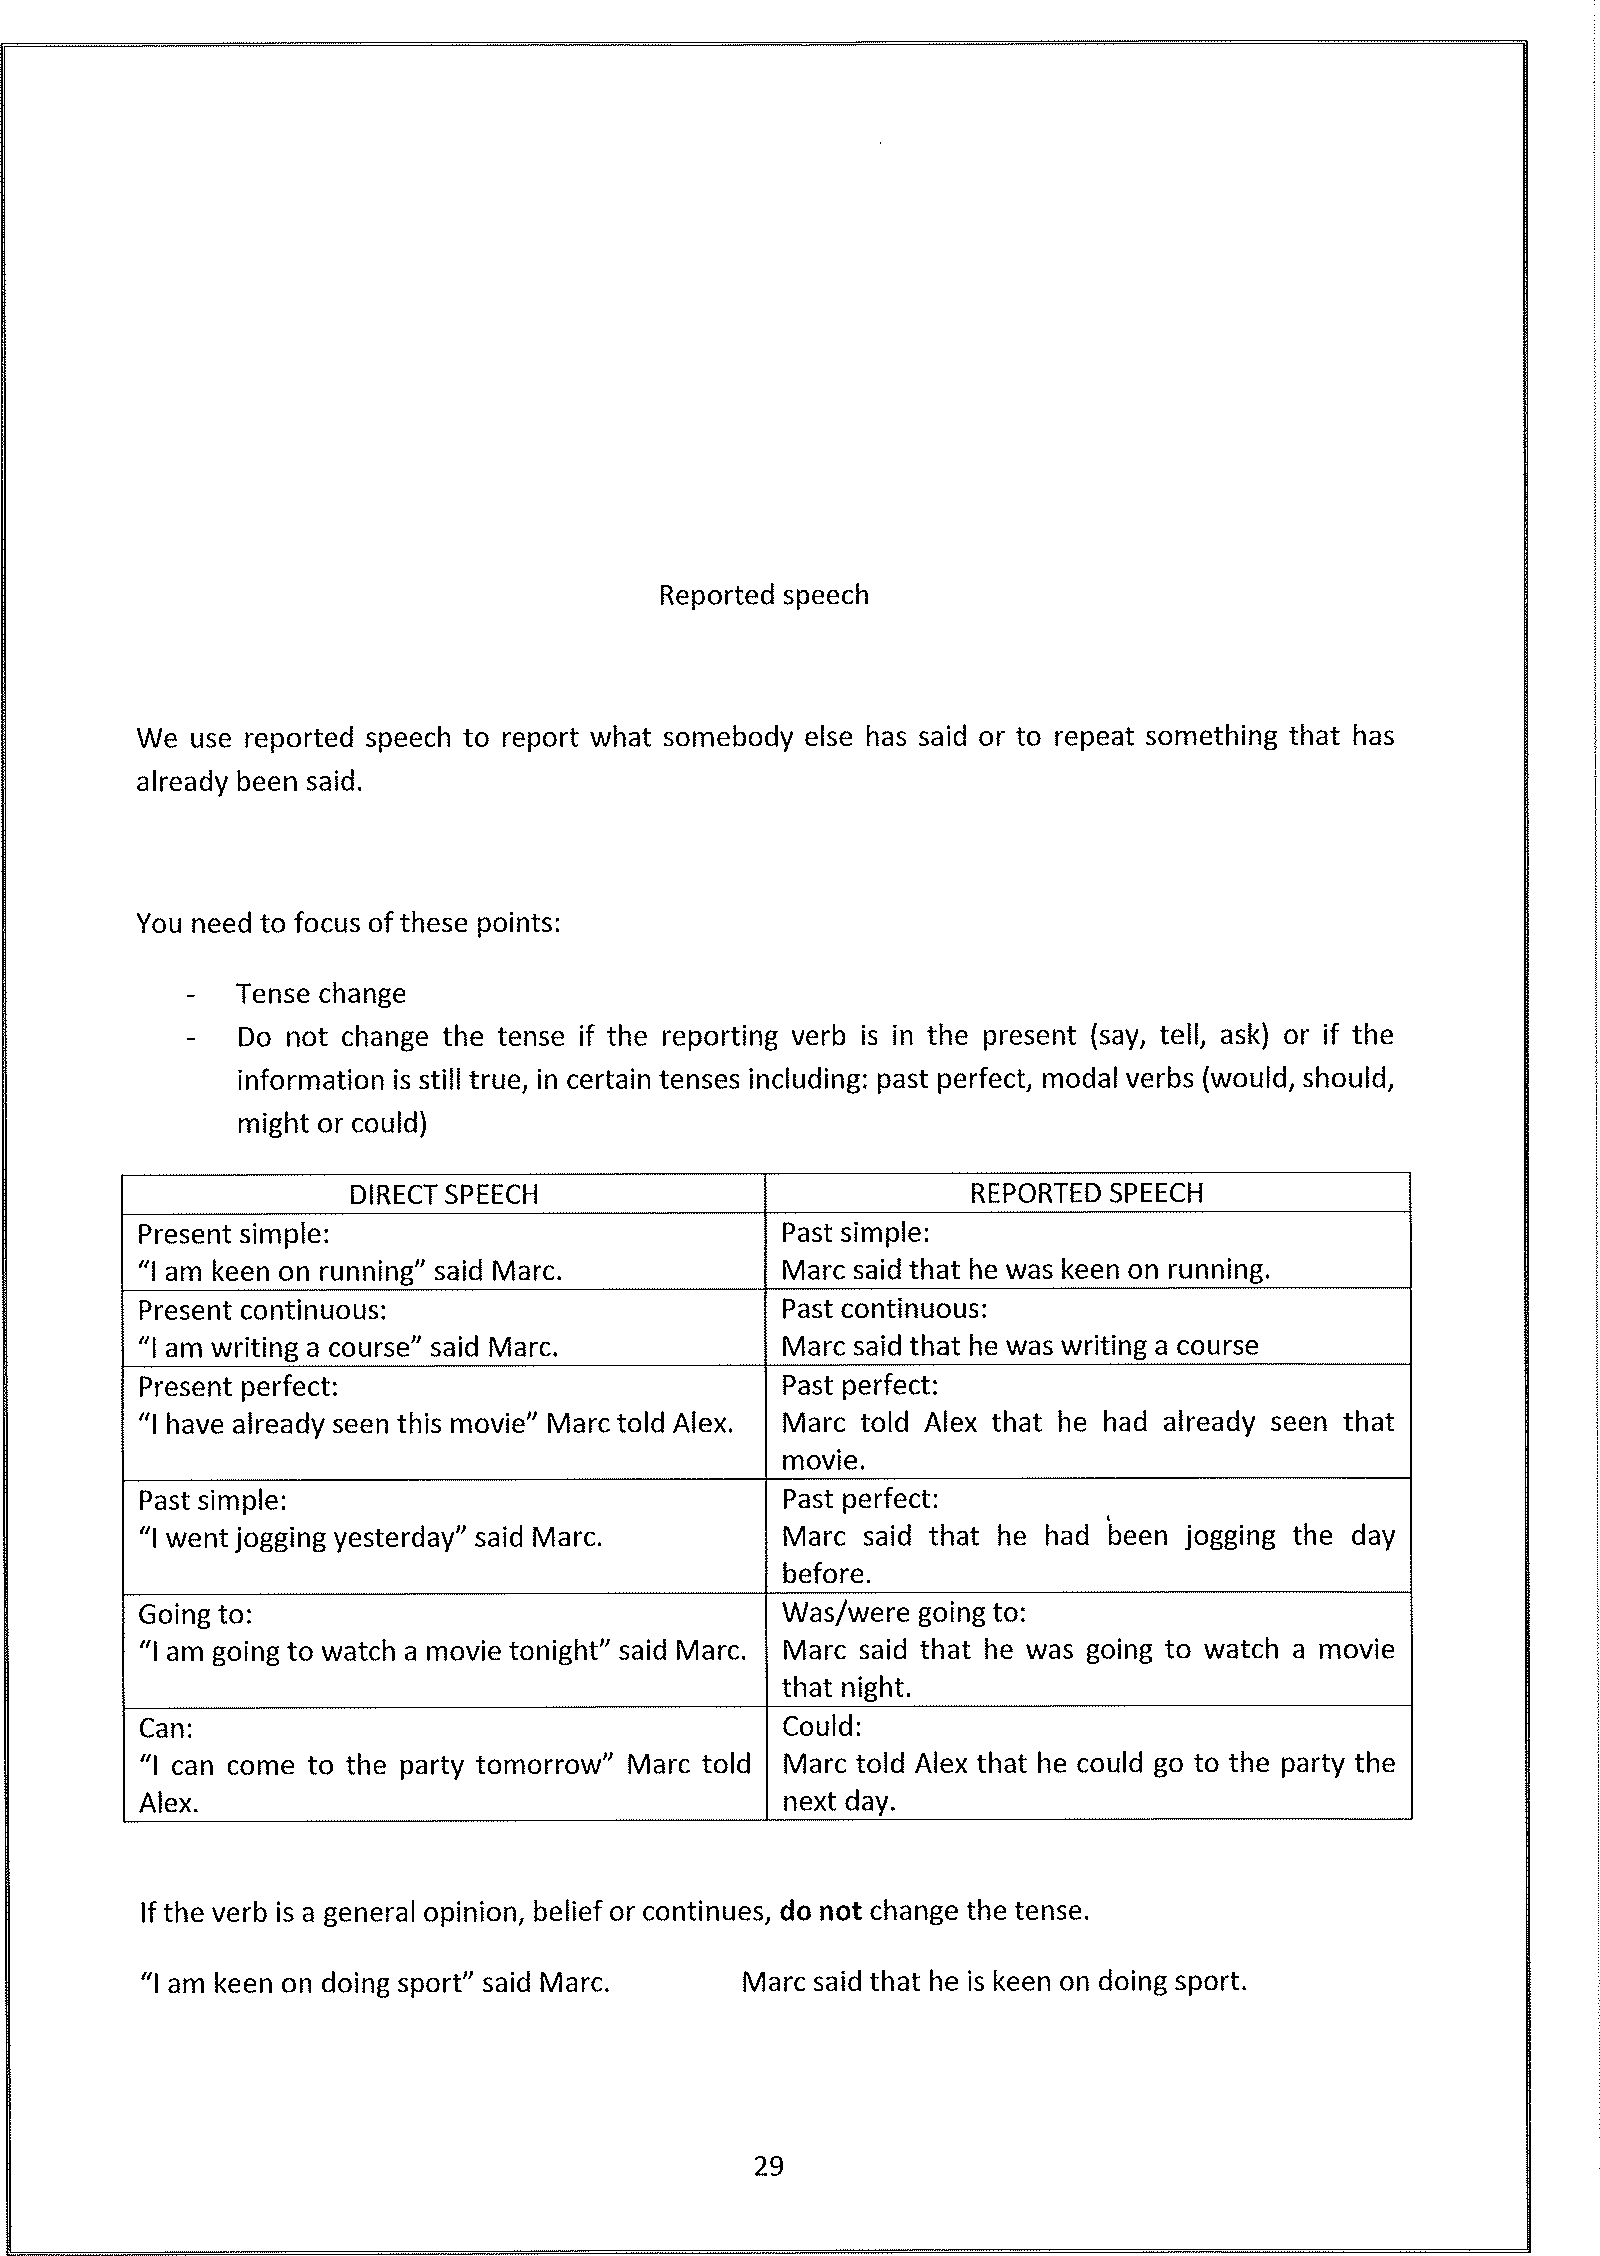 Reported speech
We use reported speech to report what somebody else has said or to repeat something that has
already been said.
You need to focus of these points:
- Tense change
- Do not change the tense if the reporting verb is in the present (say, tell, ask) or if the
information is still true, in certain tenses including: past perfect, modal verbs (would, should,
might or could)
DIRECT SPEECH
REPORTED SPEECH
Present simple:
"I am keen on running" said Marc.
Past simple:
Marc said that he was keen on running.
Present continuous:
"I am writing a course" said Marc.
Past continuous:
Marc said that he was writing a course
Present perfect:
"I have already seen this movie" Marc told Alex.
Past perfect:
Marc told Alex that he had already seen that
movie.
Past simple:
"I went jogging yesterday" said Marc.
Past perfect:
Marc said that he had been jogging the day
before.
Going to:
"I am going to watch a movie tonight" said Marc.
Was/were going to:
Marc said that he was going to watch a movie
that night.
Can:
"I can come to the party tomorrow" Marc told
Alex.
Could:
Marc told Alex that he could go to the party the
next day.
If the verb is a general opinion, belief or continues, do not change the tense.
"I am keen on doing sport" said Marc. Marc said that he is keen on doing sport.
29